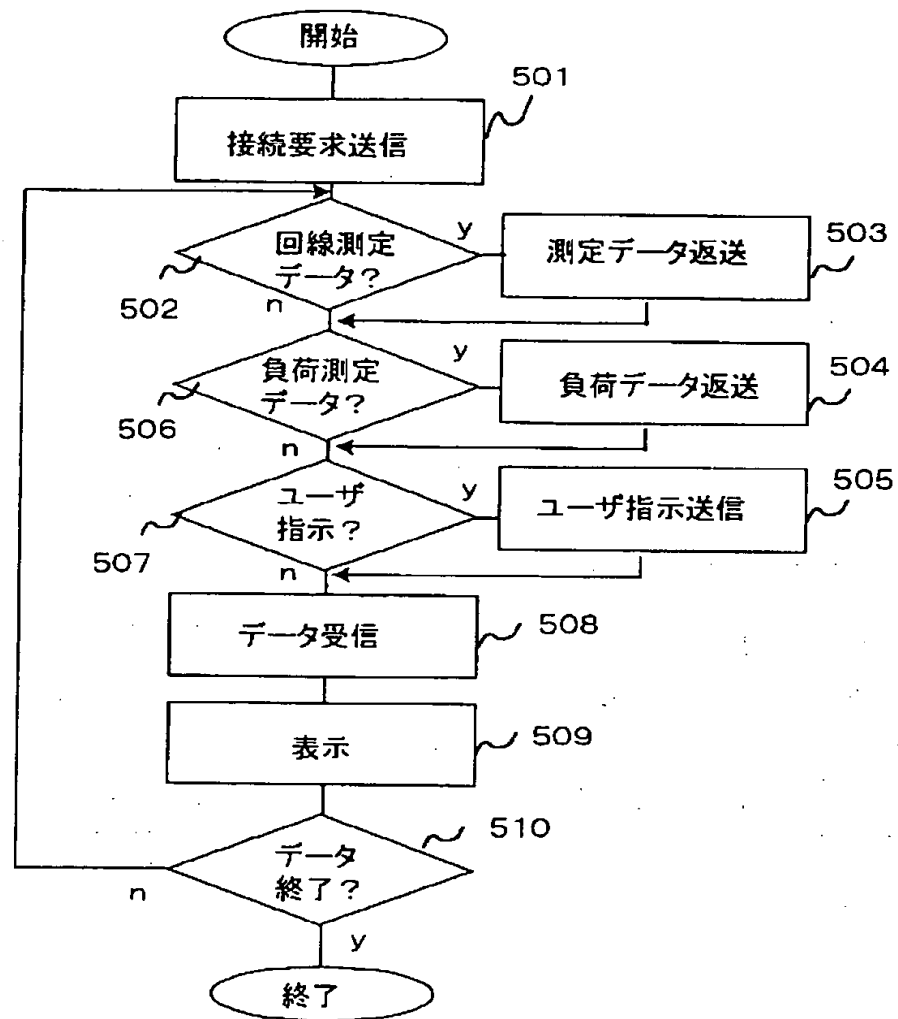 開始
501
接続要求送信
回線測定
データ?
y
測定データ返送
503
502
n
負荷測定
データ?
y
負荷データ返送
504
506
n
ユーザ
指示?
y
ユーザ指示送信
505
507
n
データ受信
508
表示
509
510
データ
終了?
n
y
終了